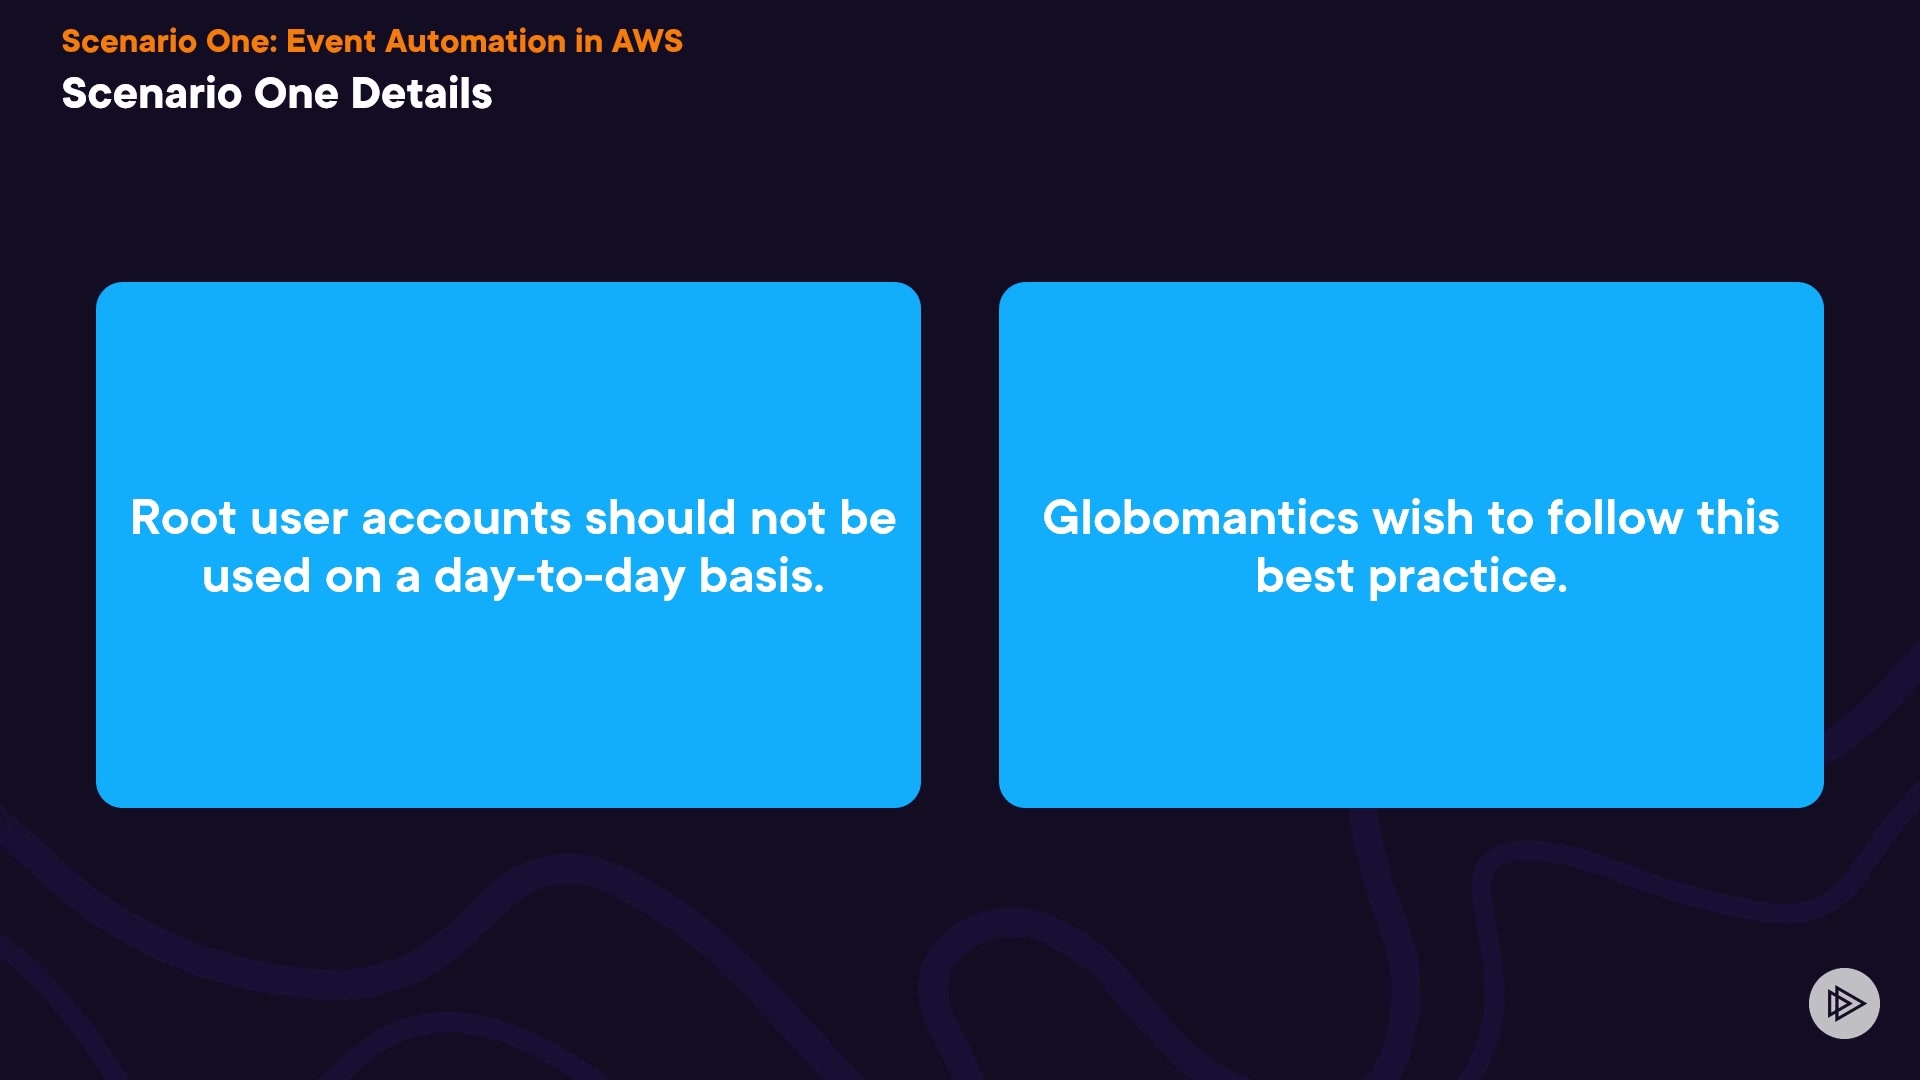 Scenario One: Event Automation in AWS
Scenario One Details
Root user accounts should not be
used on a day-to-day basis.
Globomantics wish to follow this
best practice.